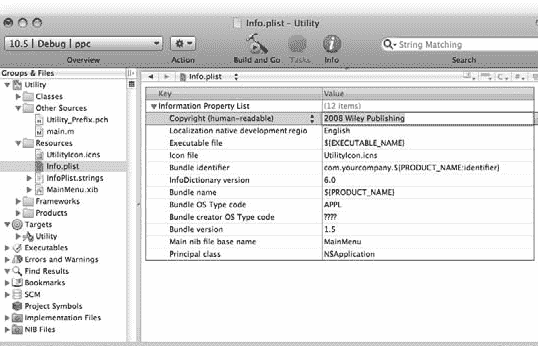 Info.plist – Utility
10.5 | Debug | ppc
String Matching
Overview
Action
Build and Go
Tasks
Info
Search
Groups & Files
Utility
Classes
Other Sources
Utility_Prefix.pch
main.m
Resources
UtilityIcon.icns
Info.plist
InfoPlist.strings
MainMenu.xib
Frameworks
Products
Targets
Utility
Executables
Errors and Warnings
Find Results
Bookmarks
SCM
Project Symbols
Implementation Files
NIB Files
Info.plist
Key Value
Information Property List (12 items)
Copyright (human-readable) 2008 Wiley Publishing
Localization native development regio English
Executable file ${EXECUTABLE_NAME}
Icon file UtilityIcon.icns
Bundle identifier com.yourcompany.${PRODUCT_NAME:identifier}
InfoDictionary version 6.0
Bundle name ${PRODUCT_NAME}
Bundle OS Type code APPL
Bundle creator OS Type code ????
Bundle version 1.5
Main nib file base name MainMenu
Principal class NSApplication